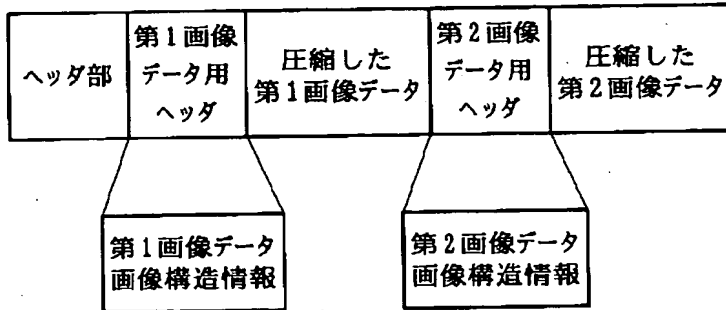 ヘッダ部
第1画像
データ用
ヘッダ
圧縮した
第1画像データ
第2画像
データ用
ヘッダ
圧縮した
第2画像データ
第1画像データ
画像構造情報
第2画像データ
画像構造情報